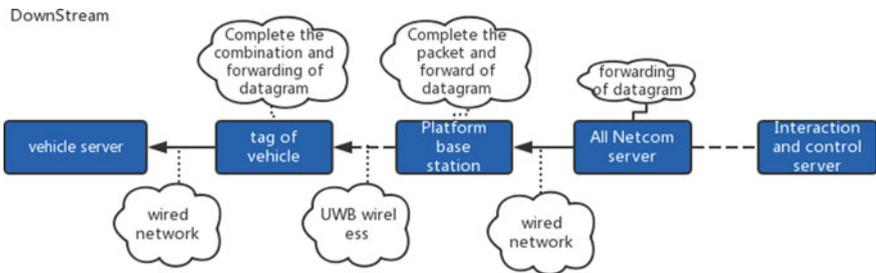 DownStream
Complete the
combination and
forwarding of
datagram
Complete the
packet and
forward of
datagram
forwarding
of datagram
vehicle server
tag of
vehicle
Platform
base
station
All Netcom
server
Interaction
and control
server
wired
network
UWB wirel
ess
wired
network